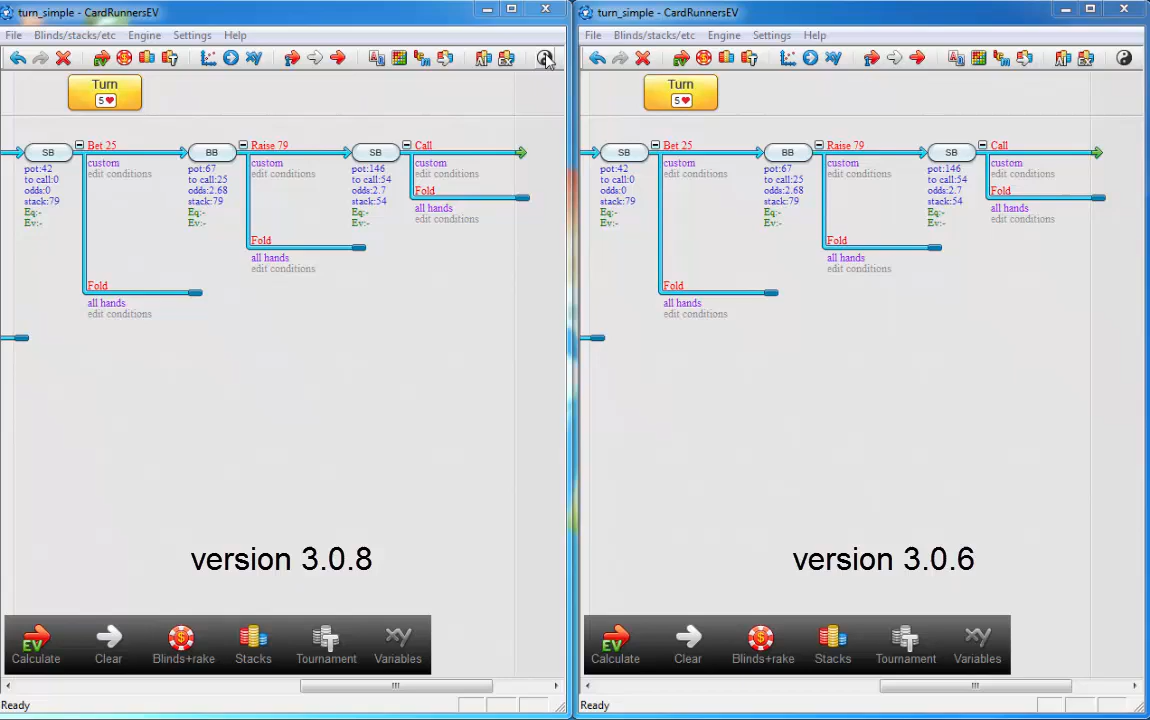 turn_simple - CardRunnersEV
File Blinds/stacks/etc Engine Settings Help
Turn
5♥
SB
Bet 25
custom
edit conditions
pot:42
to call:0
odds:0
stack:79
Eq:-
Ev:-
BB
Raise 79
custom
edit conditions
pot:67
to call:25
odds:2.68
stack:79
Eq:-
Ev:-
SB
Call
custom
edit conditions
pot:146
to call:54
odds:2.7
stack:54
Eq:-
Ev:-
Fold
all hands
edit conditions
Fold
all hands
edit conditions
Fold
all hands
edit conditions
version 3.0.8
EV
Calculate Clear Blinds+rake Stacks Tournament Variables
Ready
turn_simple - CardRunnersEV
File Blinds/stacks/etc Engine Settings Help
Turn
5♥
SB
Bet 25
custom
edit conditions
pot:42
to call:0
odds:0
stack:79
Eq:-
Ev:-
BB
Raise 79
custom
edit conditions
pot:67
to call:25
odds:2.68
stack:79
Eq:-
Ev:-
SB
Call
custom
edit conditions
pot:146
to call:54
odds:2.7
stack:54
Eq:-
Ev:-
Fold
all hands
edit conditions
Fold
all hands
edit conditions
Fold
all hands
edit conditions
version 3.0.6
EV
Calculate Clear Blinds+rake Stacks Tournament Variables
Ready